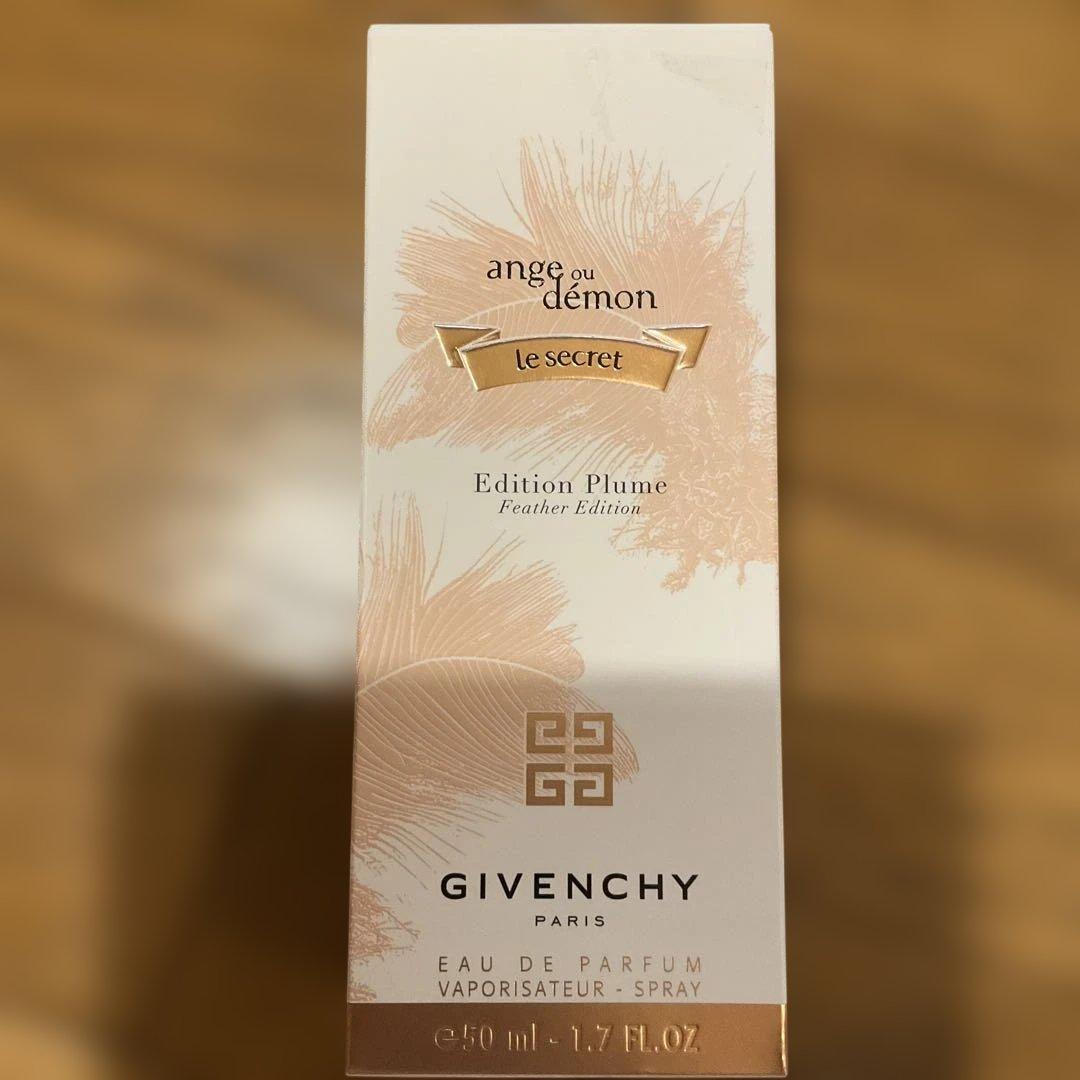 ange ou
démon
le secret
Edition Plume
Feather Edition
GIVENCHY
PARIS
EAU DE PARFUM
VAPORISATEUR - SPRAY
℮50 ml - 1.7 FL.OZ